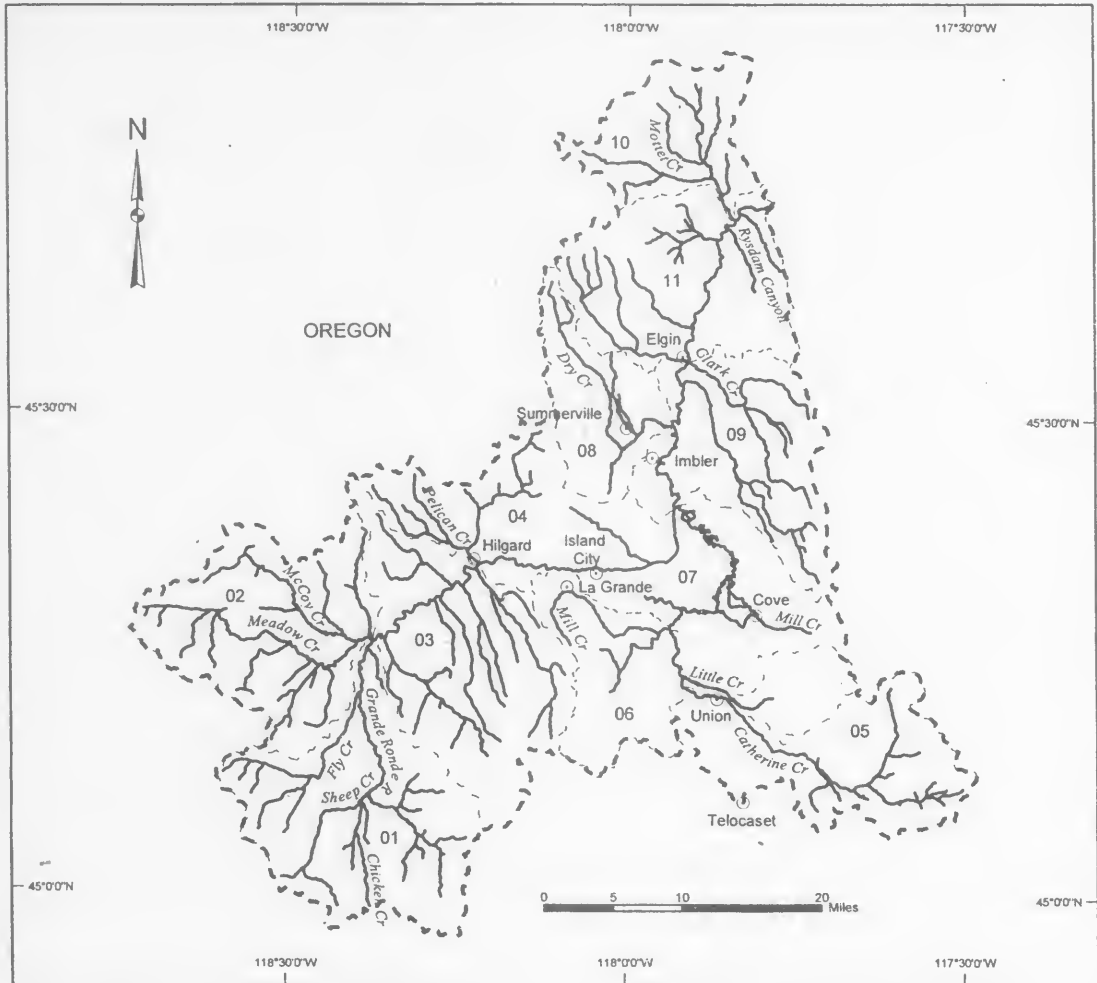 118°30'0"W
118°0'0"W
117°30'0"W
N
10
Mottet Cr
Rysdam Canyon
11
OREGON
Elgin
Clark Cr
Dry Cr
45°30'0"N
45°30'0"N
Summerville
08
Imbler
09
Pelican Cr
04
Hilgard
Island
City
La Grande
07
Cove
Mill Cr
Mill Cr
02
McCoy Cr
Meadow Cr
03
Little Cr
Union
05
06
Catherine Cr
Grande Ronde R
Fly Cr
Sheep Cr
Telocaset
01
Chicken Cr
45°0'0"N
45°0'0"N
0 5 10 20
Miles
118°30'0"W
118°0'0"W
117°30'0"W